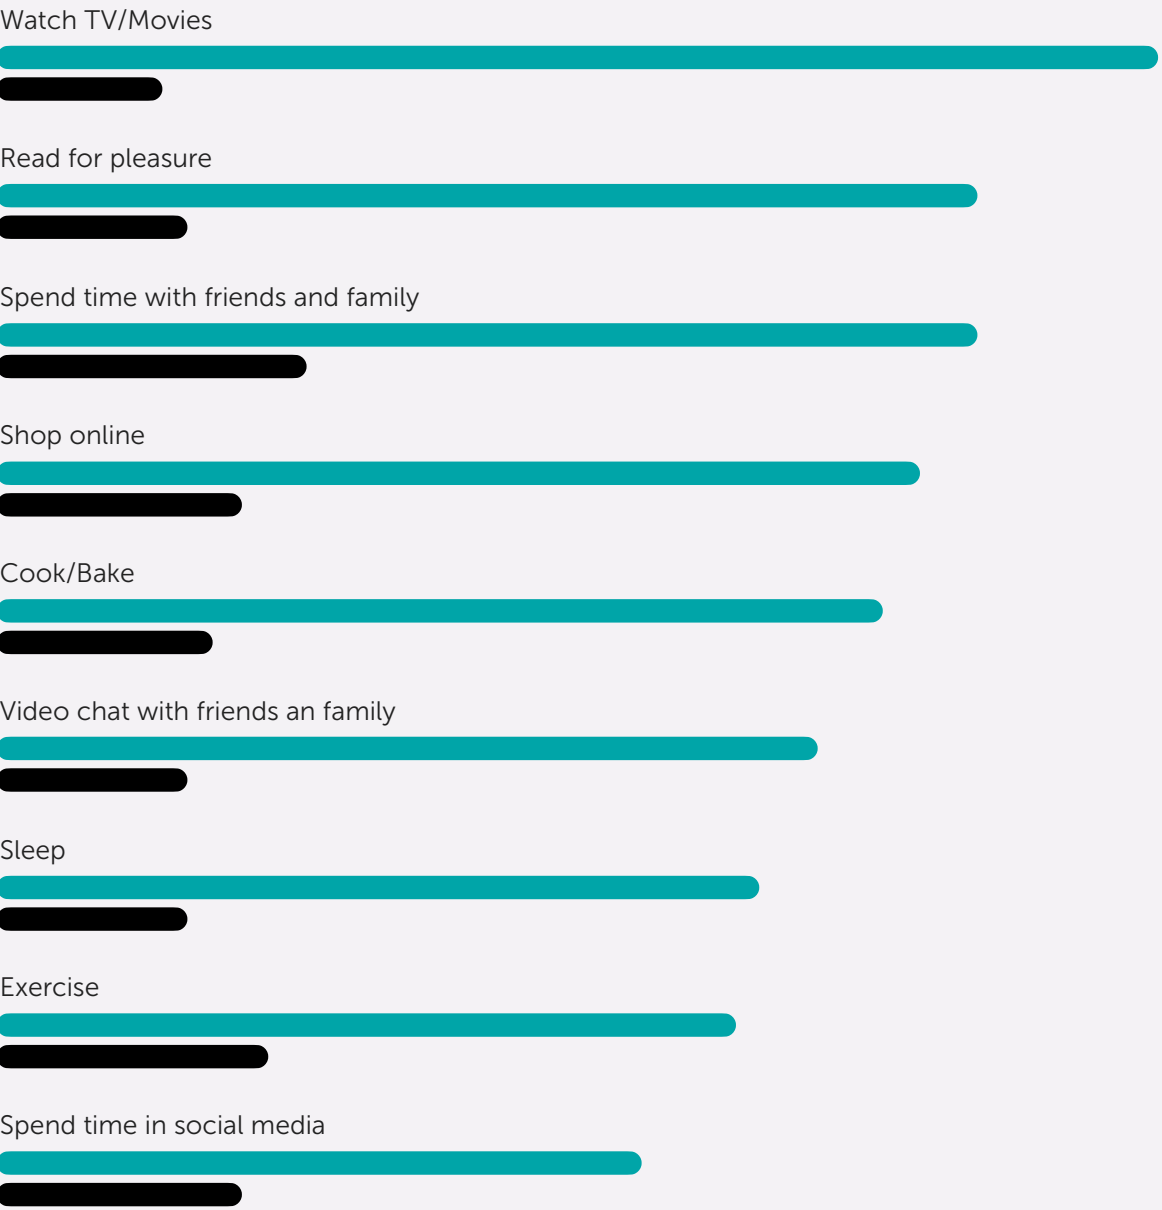 Watch TV/Movies
Read for pleasure
Spend time with friends and family
Shop online
Cook/Bake
Video chat with friends an family
Sleep
Exercise
Spend time in social media